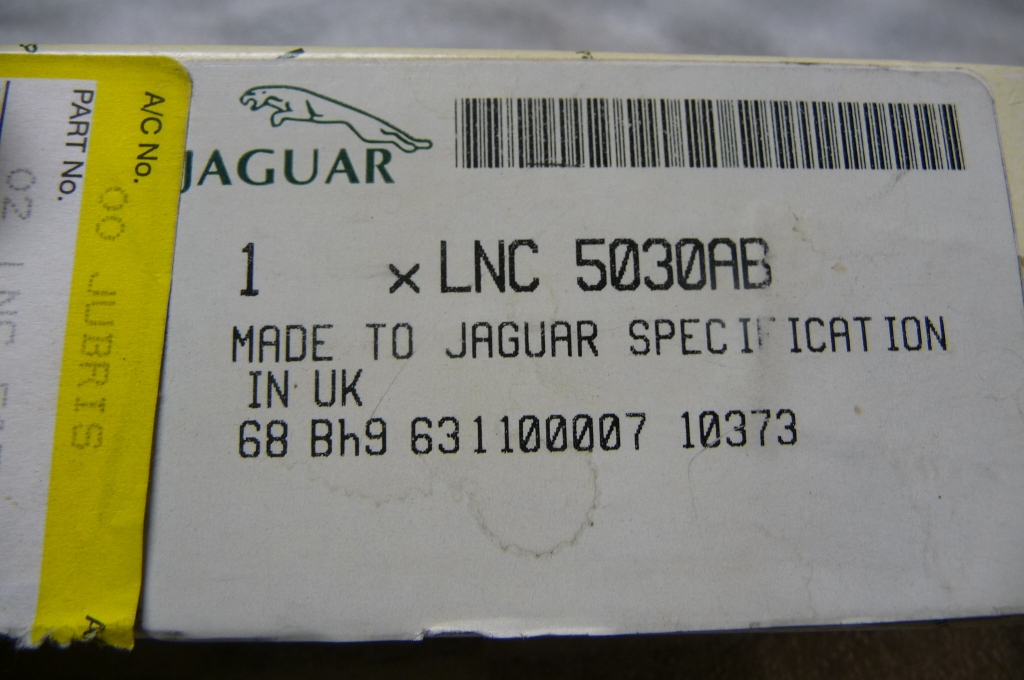 JAGUAR
1 x LNC 5030AB
MADE TO JAGUAR SPECIFICATION
IN UK
68 Bh9 631100007 10373
A/C No.
00 JUBRIS
PART No.
02